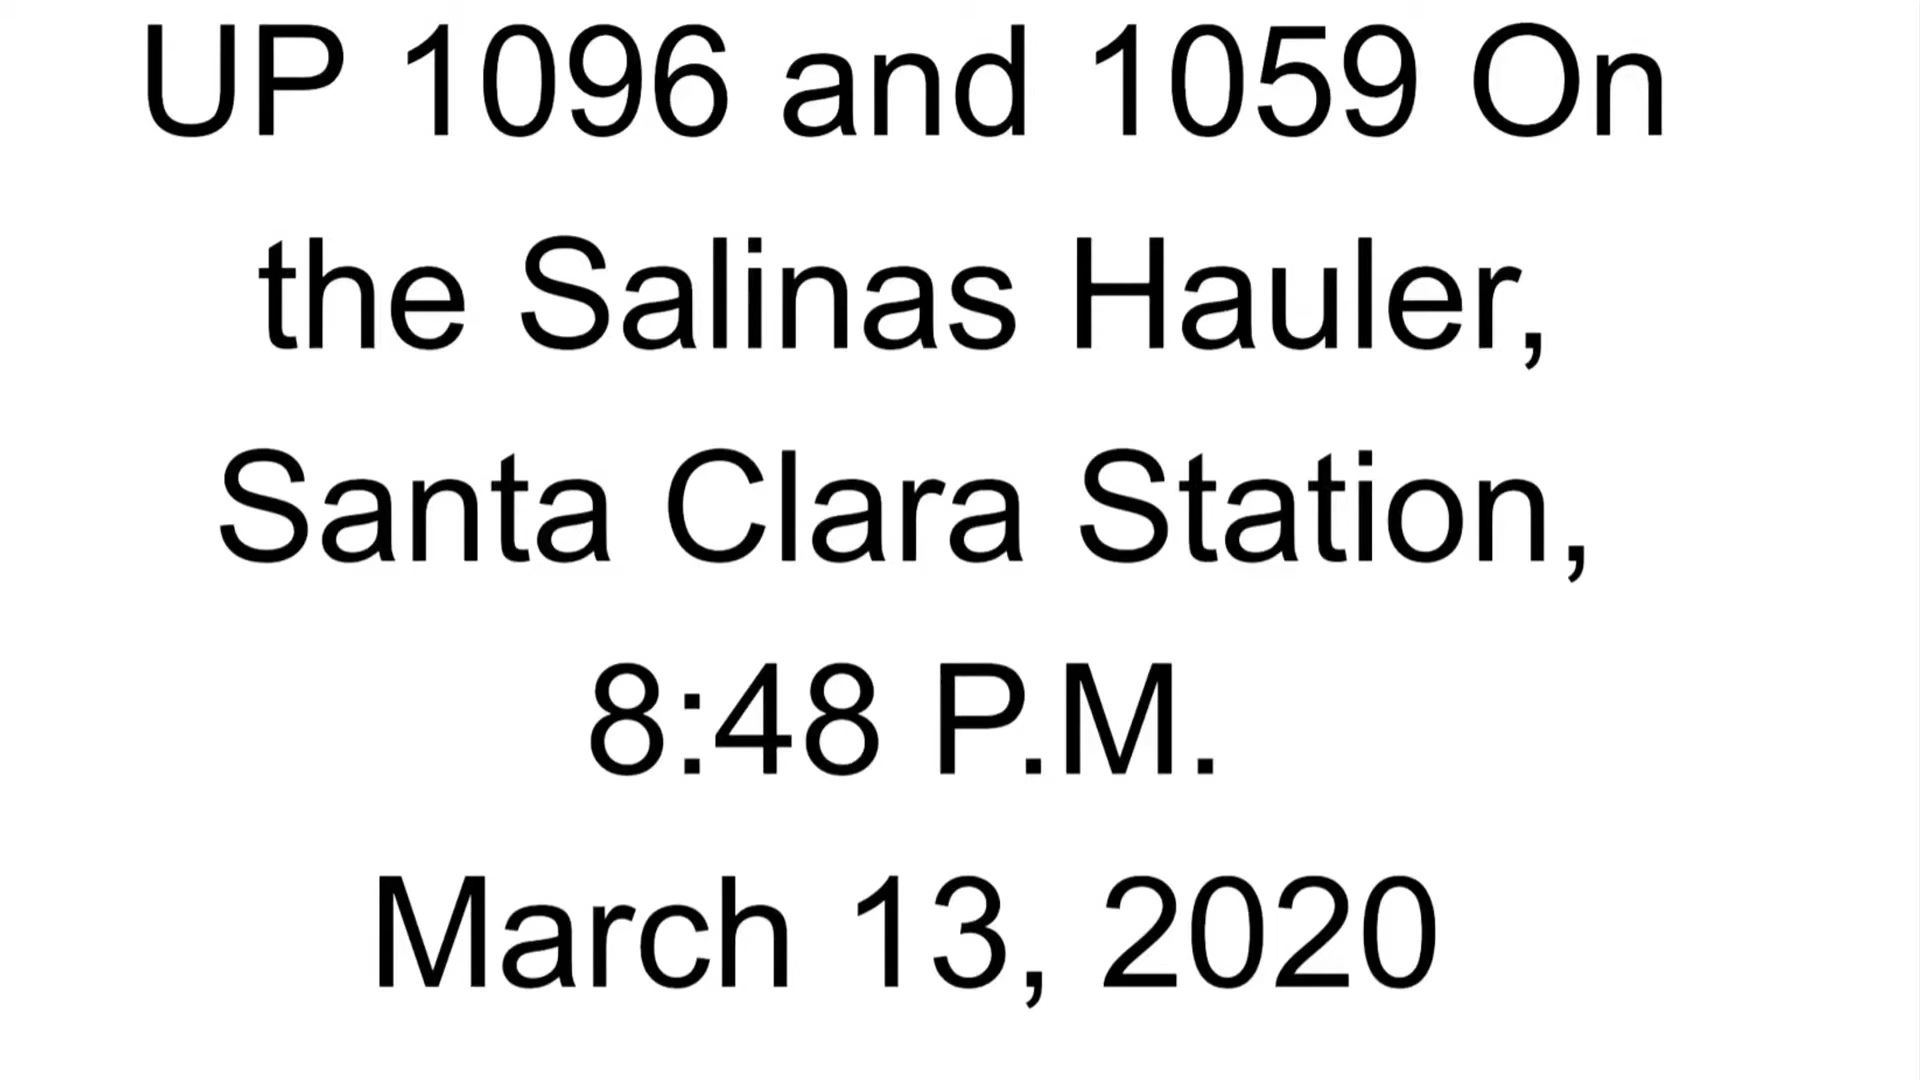 UP 1096 and 1059 On
the Salinas Hauler,
Santa Clara Station,
8:48 P.M.
March 13, 2020